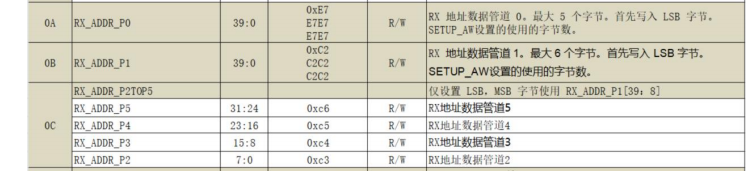 0A RX_ADDR_P0 39:0 0xE7 E7E7 E7E7 R/W RX 地址数据管道 0。最大 5 个字节。首先写入 LSB 字节。
SETUP_AW设置的使用的字节数。
0B RX_ADDR_P1 39:0 0xC2 C2C2 C2C2 R/W RX 地址数据管道 1。最大 6 个字节。首先写入 LSB 字节。
SETUP_AW设置的使用的字节数。
RX_ADDR_P2TOP5 仅设置 LSB，MSB 字节使用 RX_ADDR_P1[39：8]
RX_ADDR_P5 31:24 0xc6 R/W RX地址数据管道5
0C RX_ADDR_P4 23:16 0xc5 R/W RX地址数据管道4
RX_ADDR_P3 15:8 0xc4 R/W RX地址数据管道3
RX_ADDR_P2 7:0 0xc3 R/W RX地址数据管道2